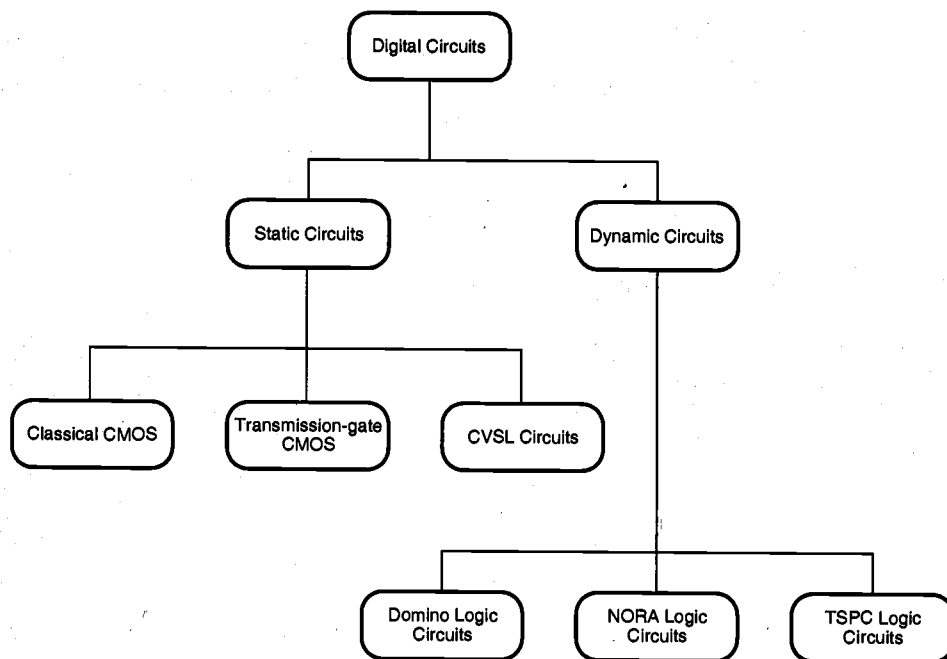 Digital Circuits
Static Circuits
Dynamic Circuits
Classical CMOS
Transmission-gate
CMOS
CVSL Circuits
Domino Logic
Circuits
NORA Logic
Circuits
TSPC Logic
Circuits